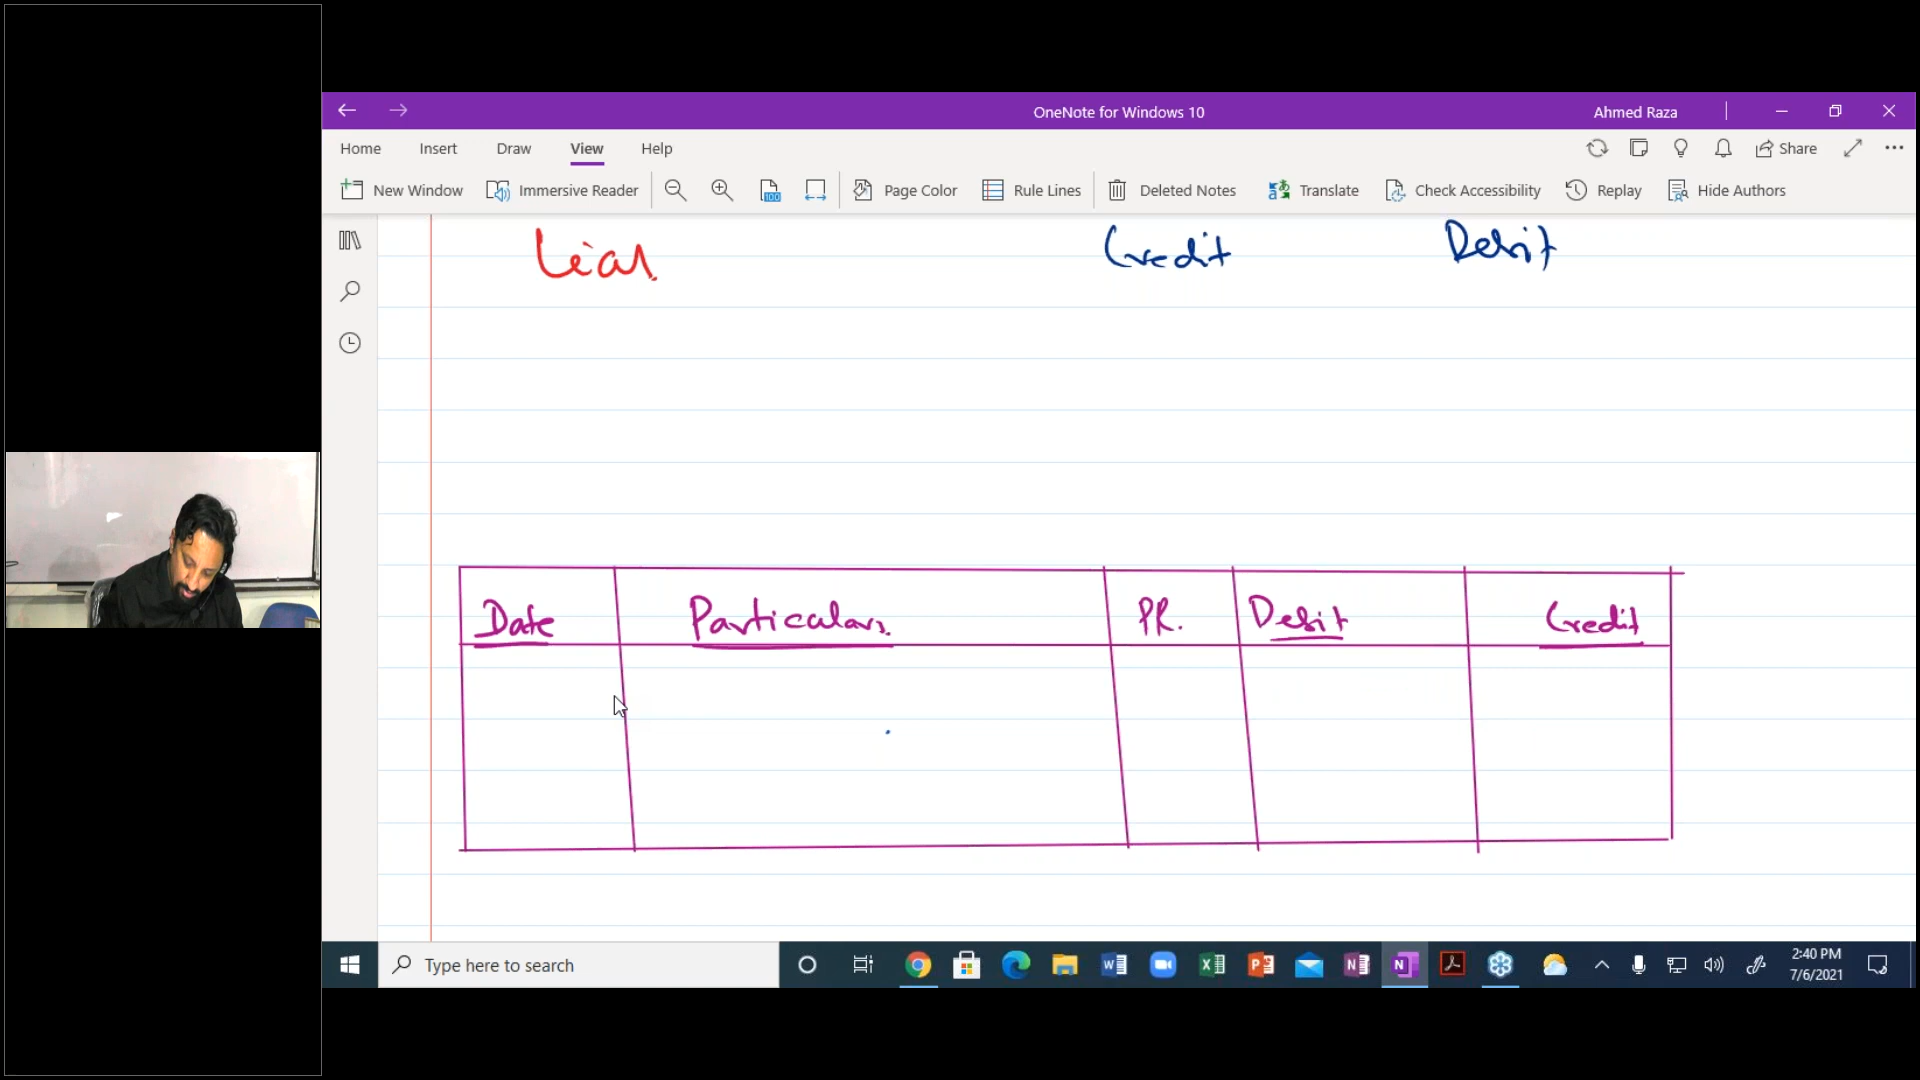 OneNote for Windows 10 Ahmed Raza
Home Insert Draw View Help Share
New Window Immersive Reader Page Color Rule Lines Deleted Notes Translate Check Accessibility Replay Hide Authors
Credit Debit
Date Particulars. PR. Debit Credit
Type here to search
2:40 PM
7/6/2021